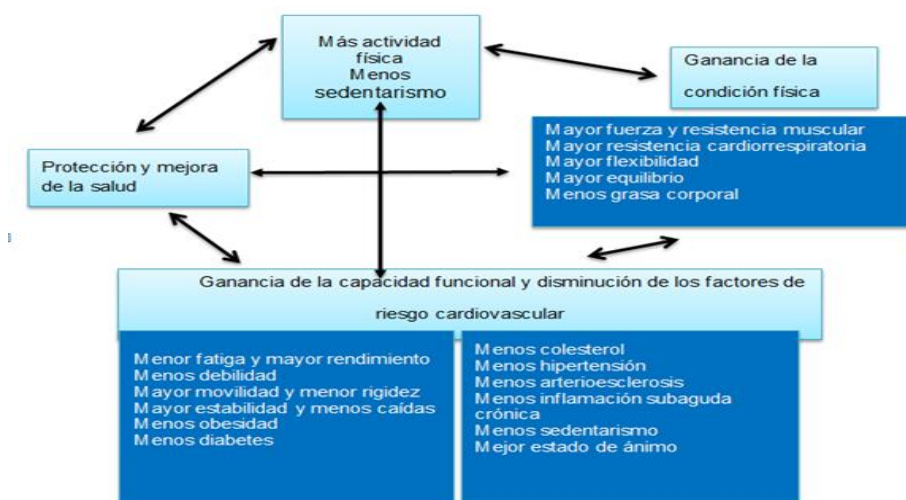 Más actividad
física
Menos
sedentarismo
Ganancia de la
condición física
Mayor fuerza y resistencia muscular
Mayor resistencia cardiorrespiratoria
Mayor flexibilidad
Mayor equilibrio
Menos grasa corporal
Protección y mejora
de la salud
Ganancia de la capacidad funcional y disminución de los factores de
riesgo cardiovascular
Menor fatiga y mayor rendimiento
Menos debilidad
Mayor movilidad y menor rigidez
Mayor estabilidad y menos caídas
Menos obesidad
Menos diabetes
Menos colesterol
Menos hipertensión
Menos arterioesclerosis
Menos inflamación subaguda
crónica
Menos sedentarismo
Mejor estado de ánimo